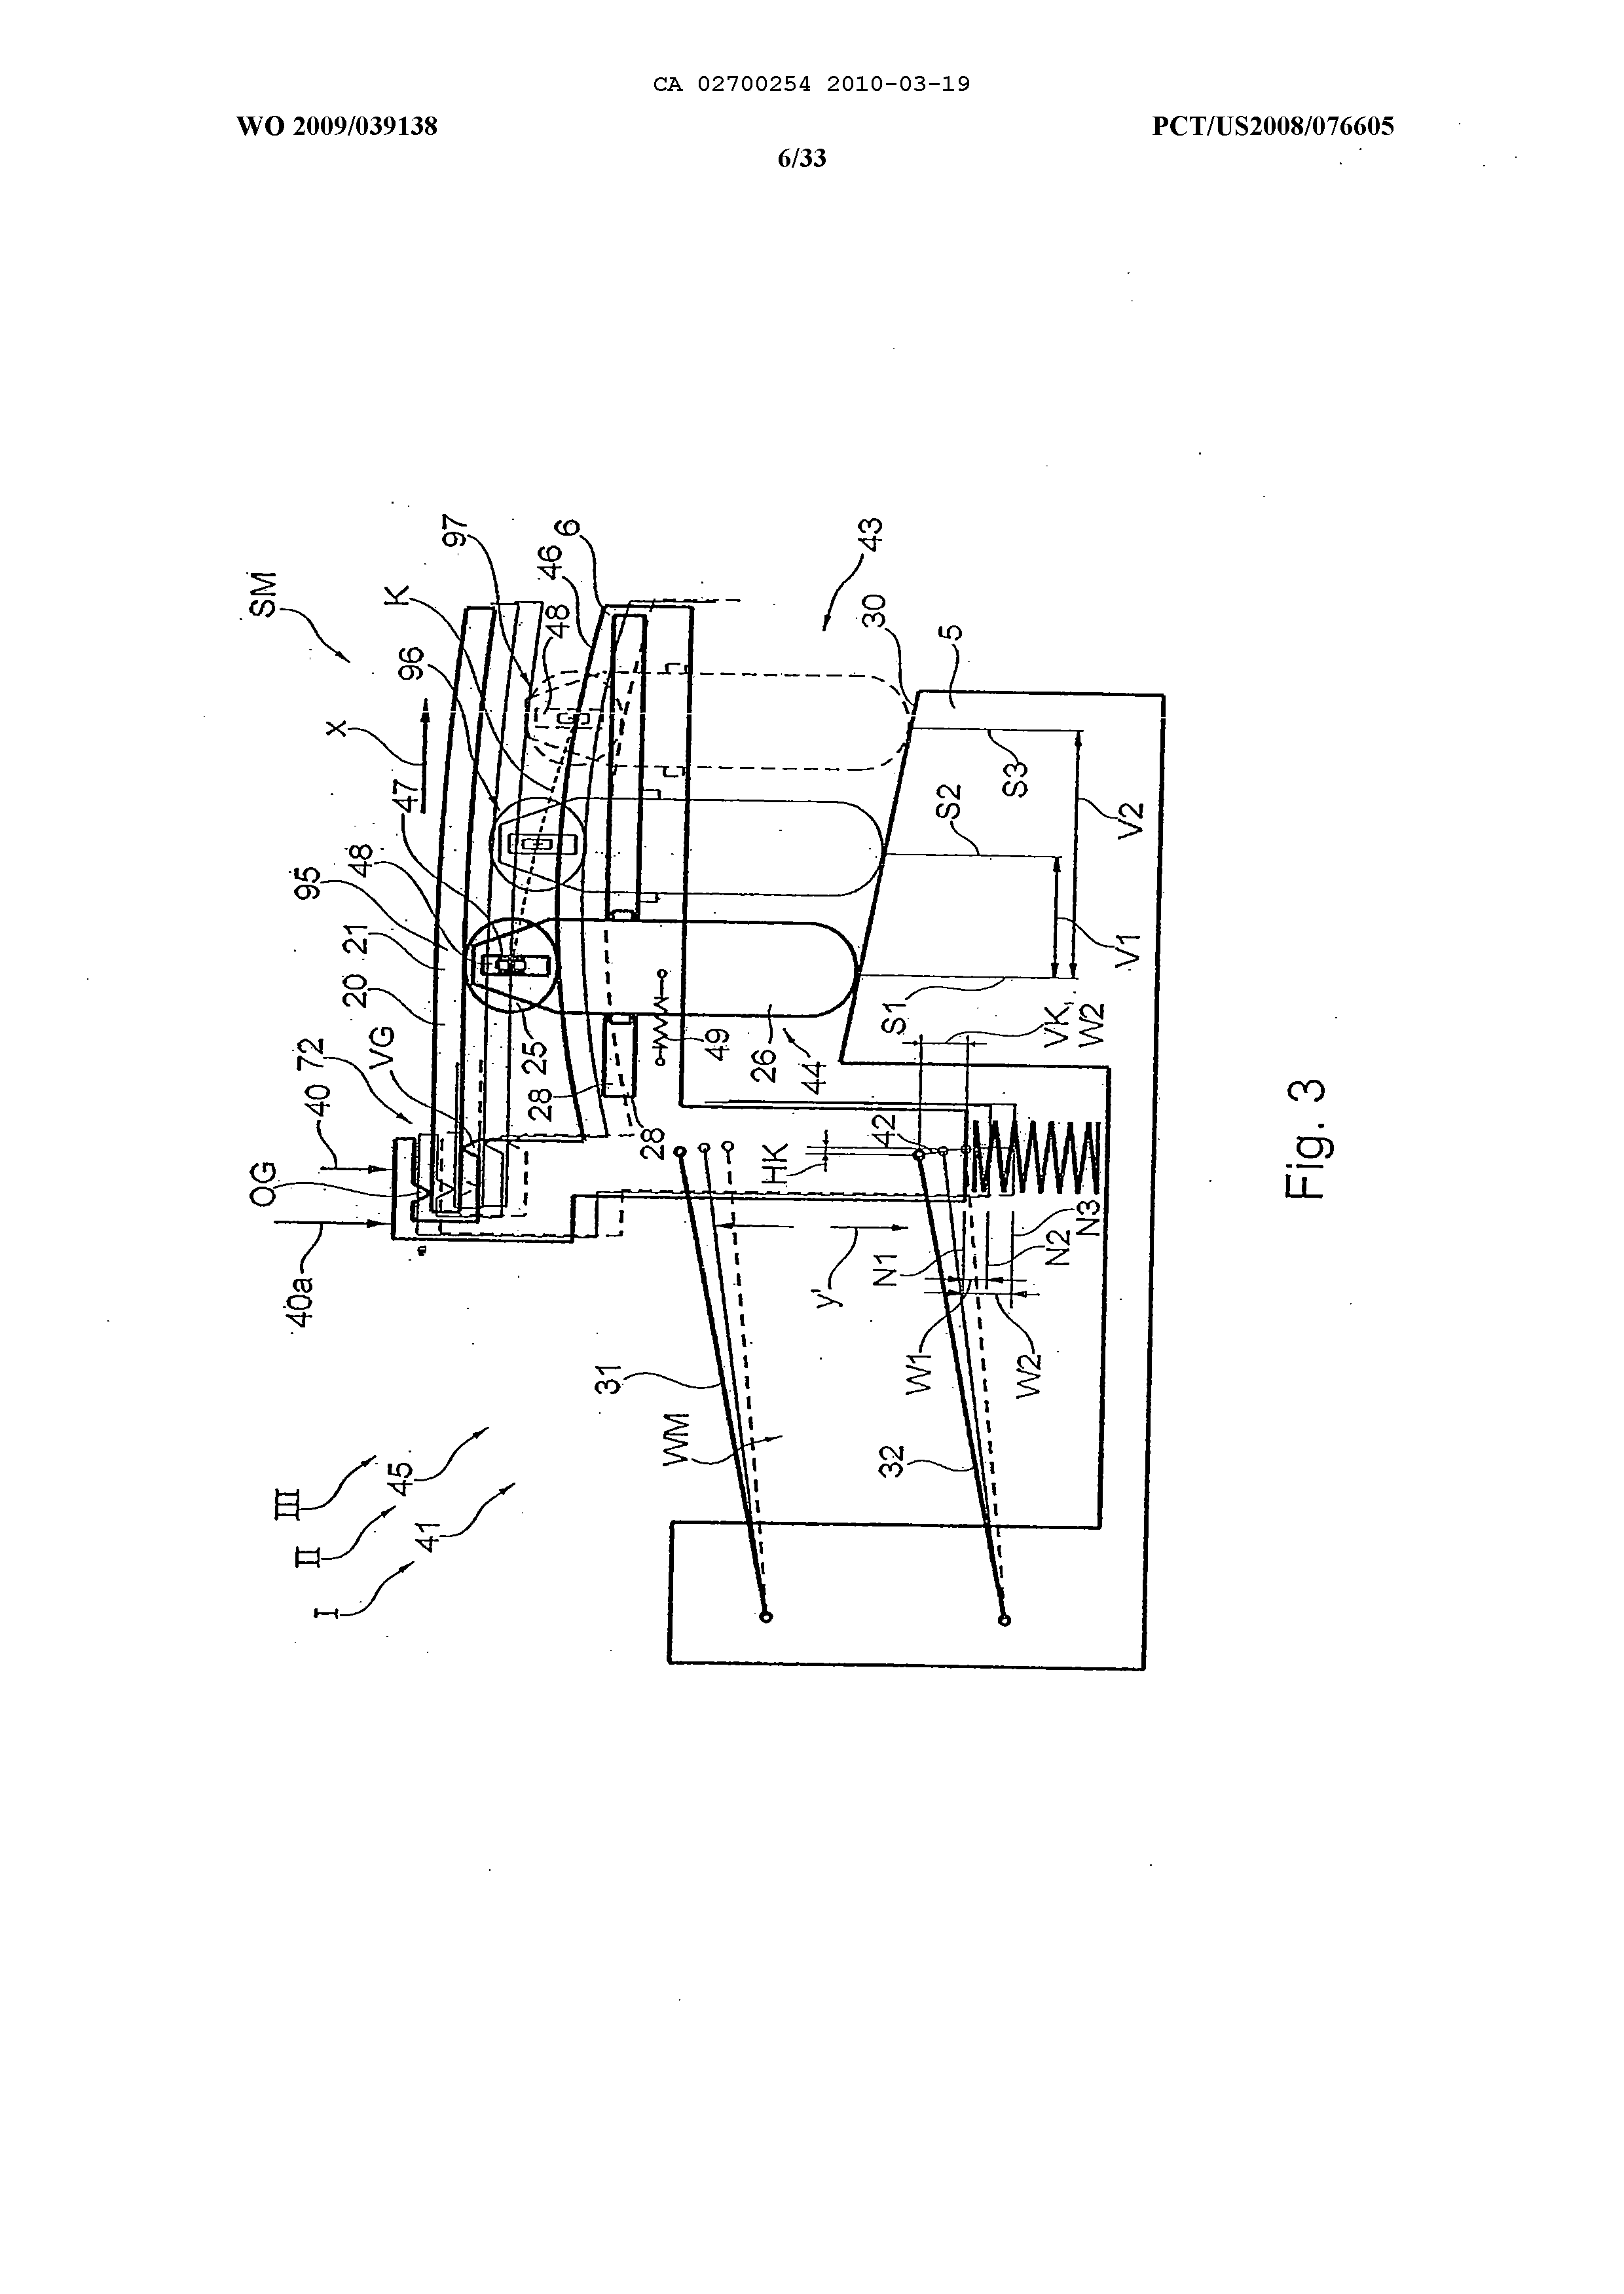 CA 02700254 2010-03-19
WO 2009/039138
PCT/US2008/076605
6/33
SM
X
K
97
96
46
6
48
47
48
95
21
20
VG
72
40
OG
40a
25
28
28
49
26
44
43
30
5
S3
S2
V2
V1
S1
VK,
W2
42
HK
y'
N1
N2
N3
W1
W2
31
WM
32
III
45
II
41
I
Fig. 3